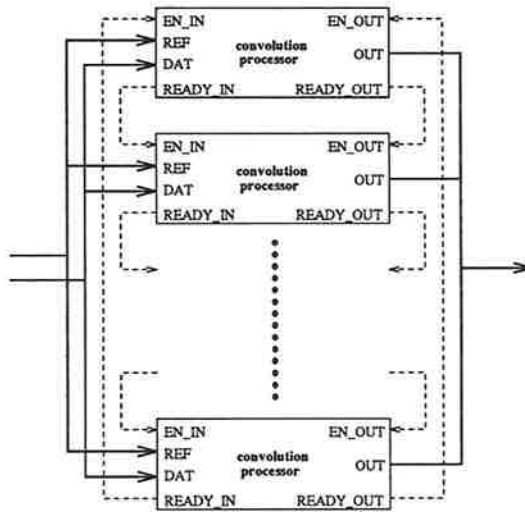 EN_IN EN_OUT
REF convolution OUT
DAT processor
READY_IN READY_OUT
EN_IN EN_OUT
REF convolution OUT
DAT processor
READY_IN READY_OUT
EN_IN EN_OUT
REF convolution OUT
DAT processor
READY_IN READY_OUT